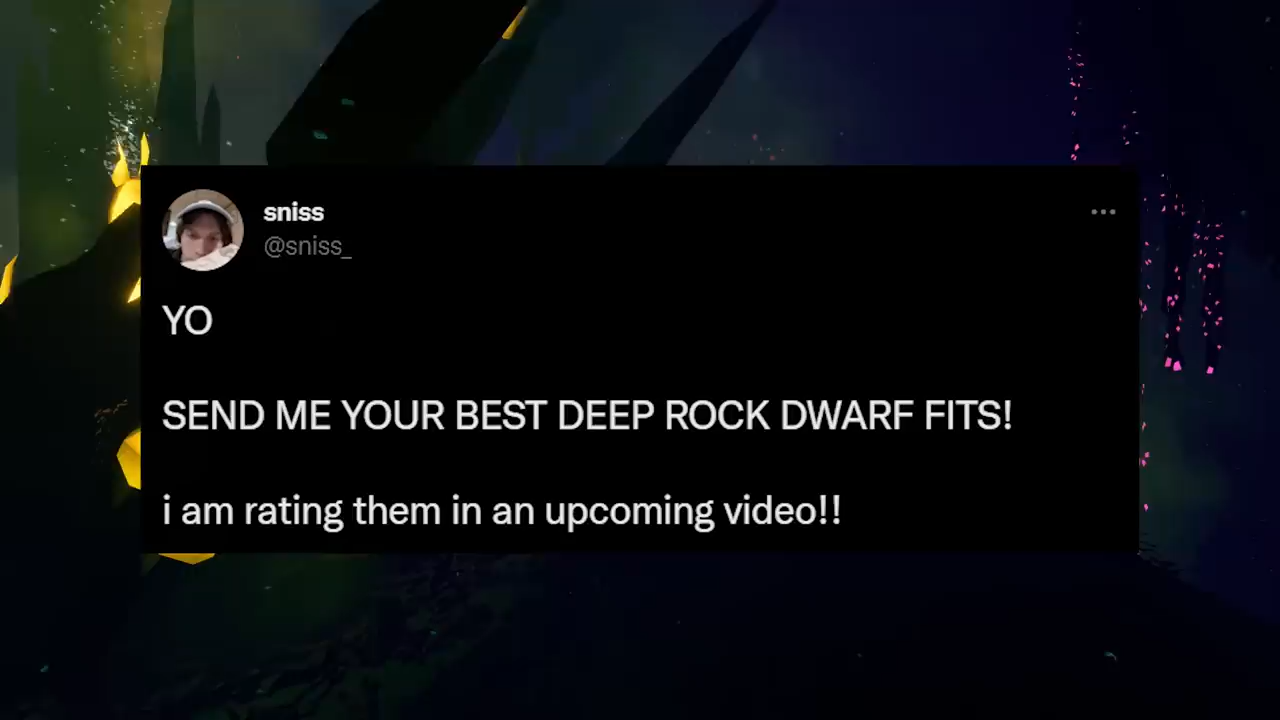 sniss
@sniss_
YO
SEND ME YOUR BEST DEEP ROCK DWARF FITS!
i am rating them in an upcoming video!!